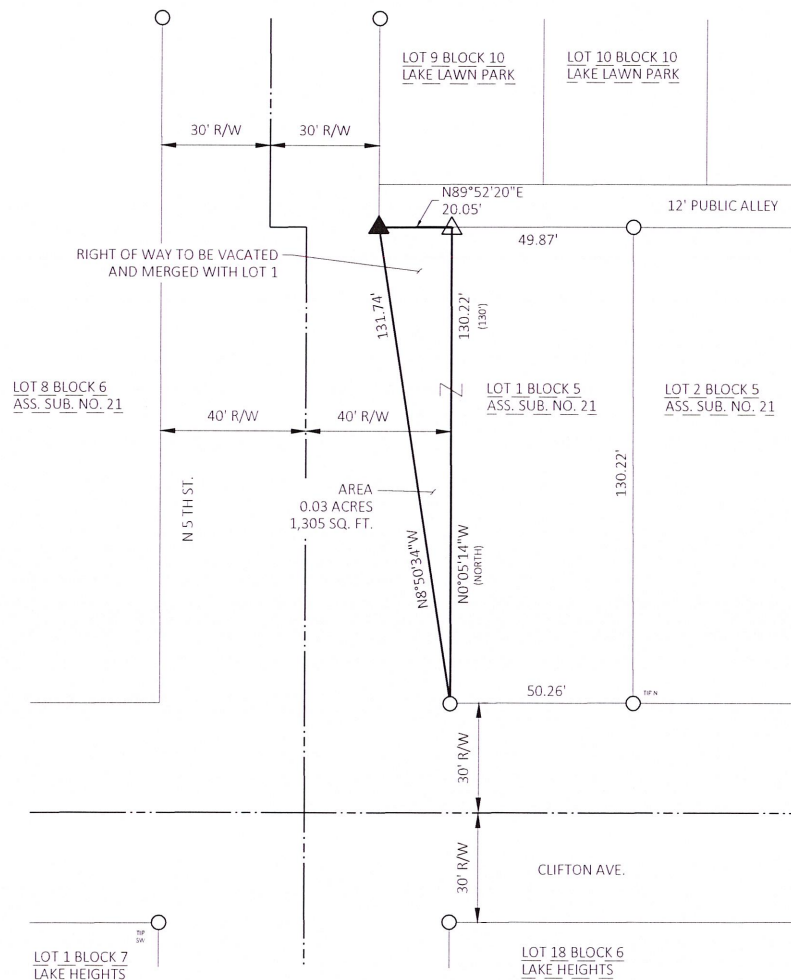 LOT 9 BLOCK 10
LAKE LAWN PARK
LOT 10 BLOCK 10
LAKE LAWN PARK
30' R/W
30' R/W
N89°52'20"E
20.05'
12' PUBLIC ALLEY
49.87'
RIGHT OF WAY TO BE VACATED
AND MERGED WITH LOT 1
131.74'
130.22'
(130')
LOT 8 BLOCK 6
ASS. SUB. NO. 21
LOT 1 BLOCK 5
ASS. SUB. NO. 21
LOT 2 BLOCK 5
ASS. SUB. NO. 21
40' R/W
40' R/W
N 5 TH ST.
AREA
0.03 ACRES
1,305 SQ. FT.
130.22'
N8°50'34"W
N0°05'14"W
(NORTH)
50.26'
TIP N
30' R/W
30' R/W
CLIFTON AVE.
TIP
SW
LOT 1 BLOCK 7
LAKE HEIGHTS
LOT 18 BLOCK 6
LAKE HEIGHTS